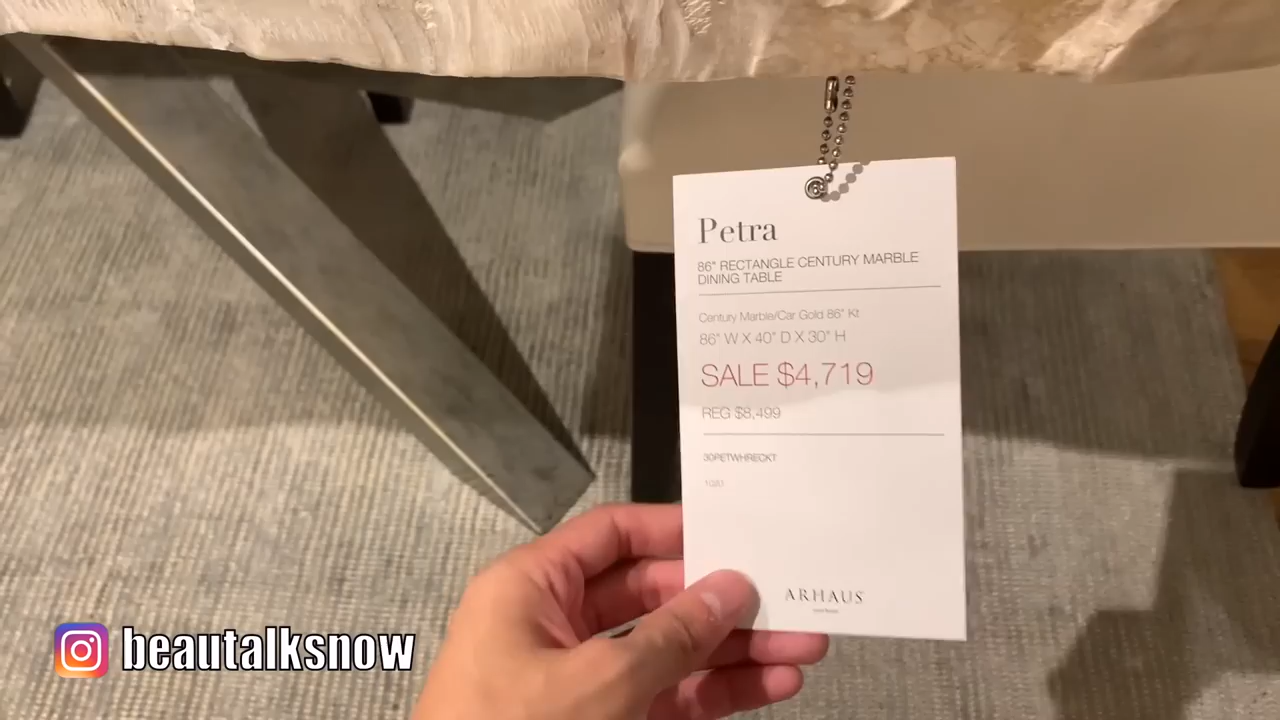 Petra
86" RECTANGLE CENTURY MARBLE
DINING TABLE
Century Marble/Car Gold 86" Kt
86" W X 40" D X 30" H
SALE $4,719
REG $8,499
30PETWHRECKT
ARHAUS
beautalksnow